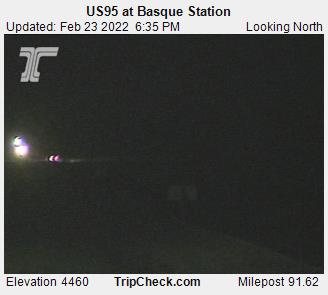 US95 at Basque Station
Updated: Feb 23 2022 6:35 PM Looking North
Elevation 4460 TripCheck.com Milepost 91.62